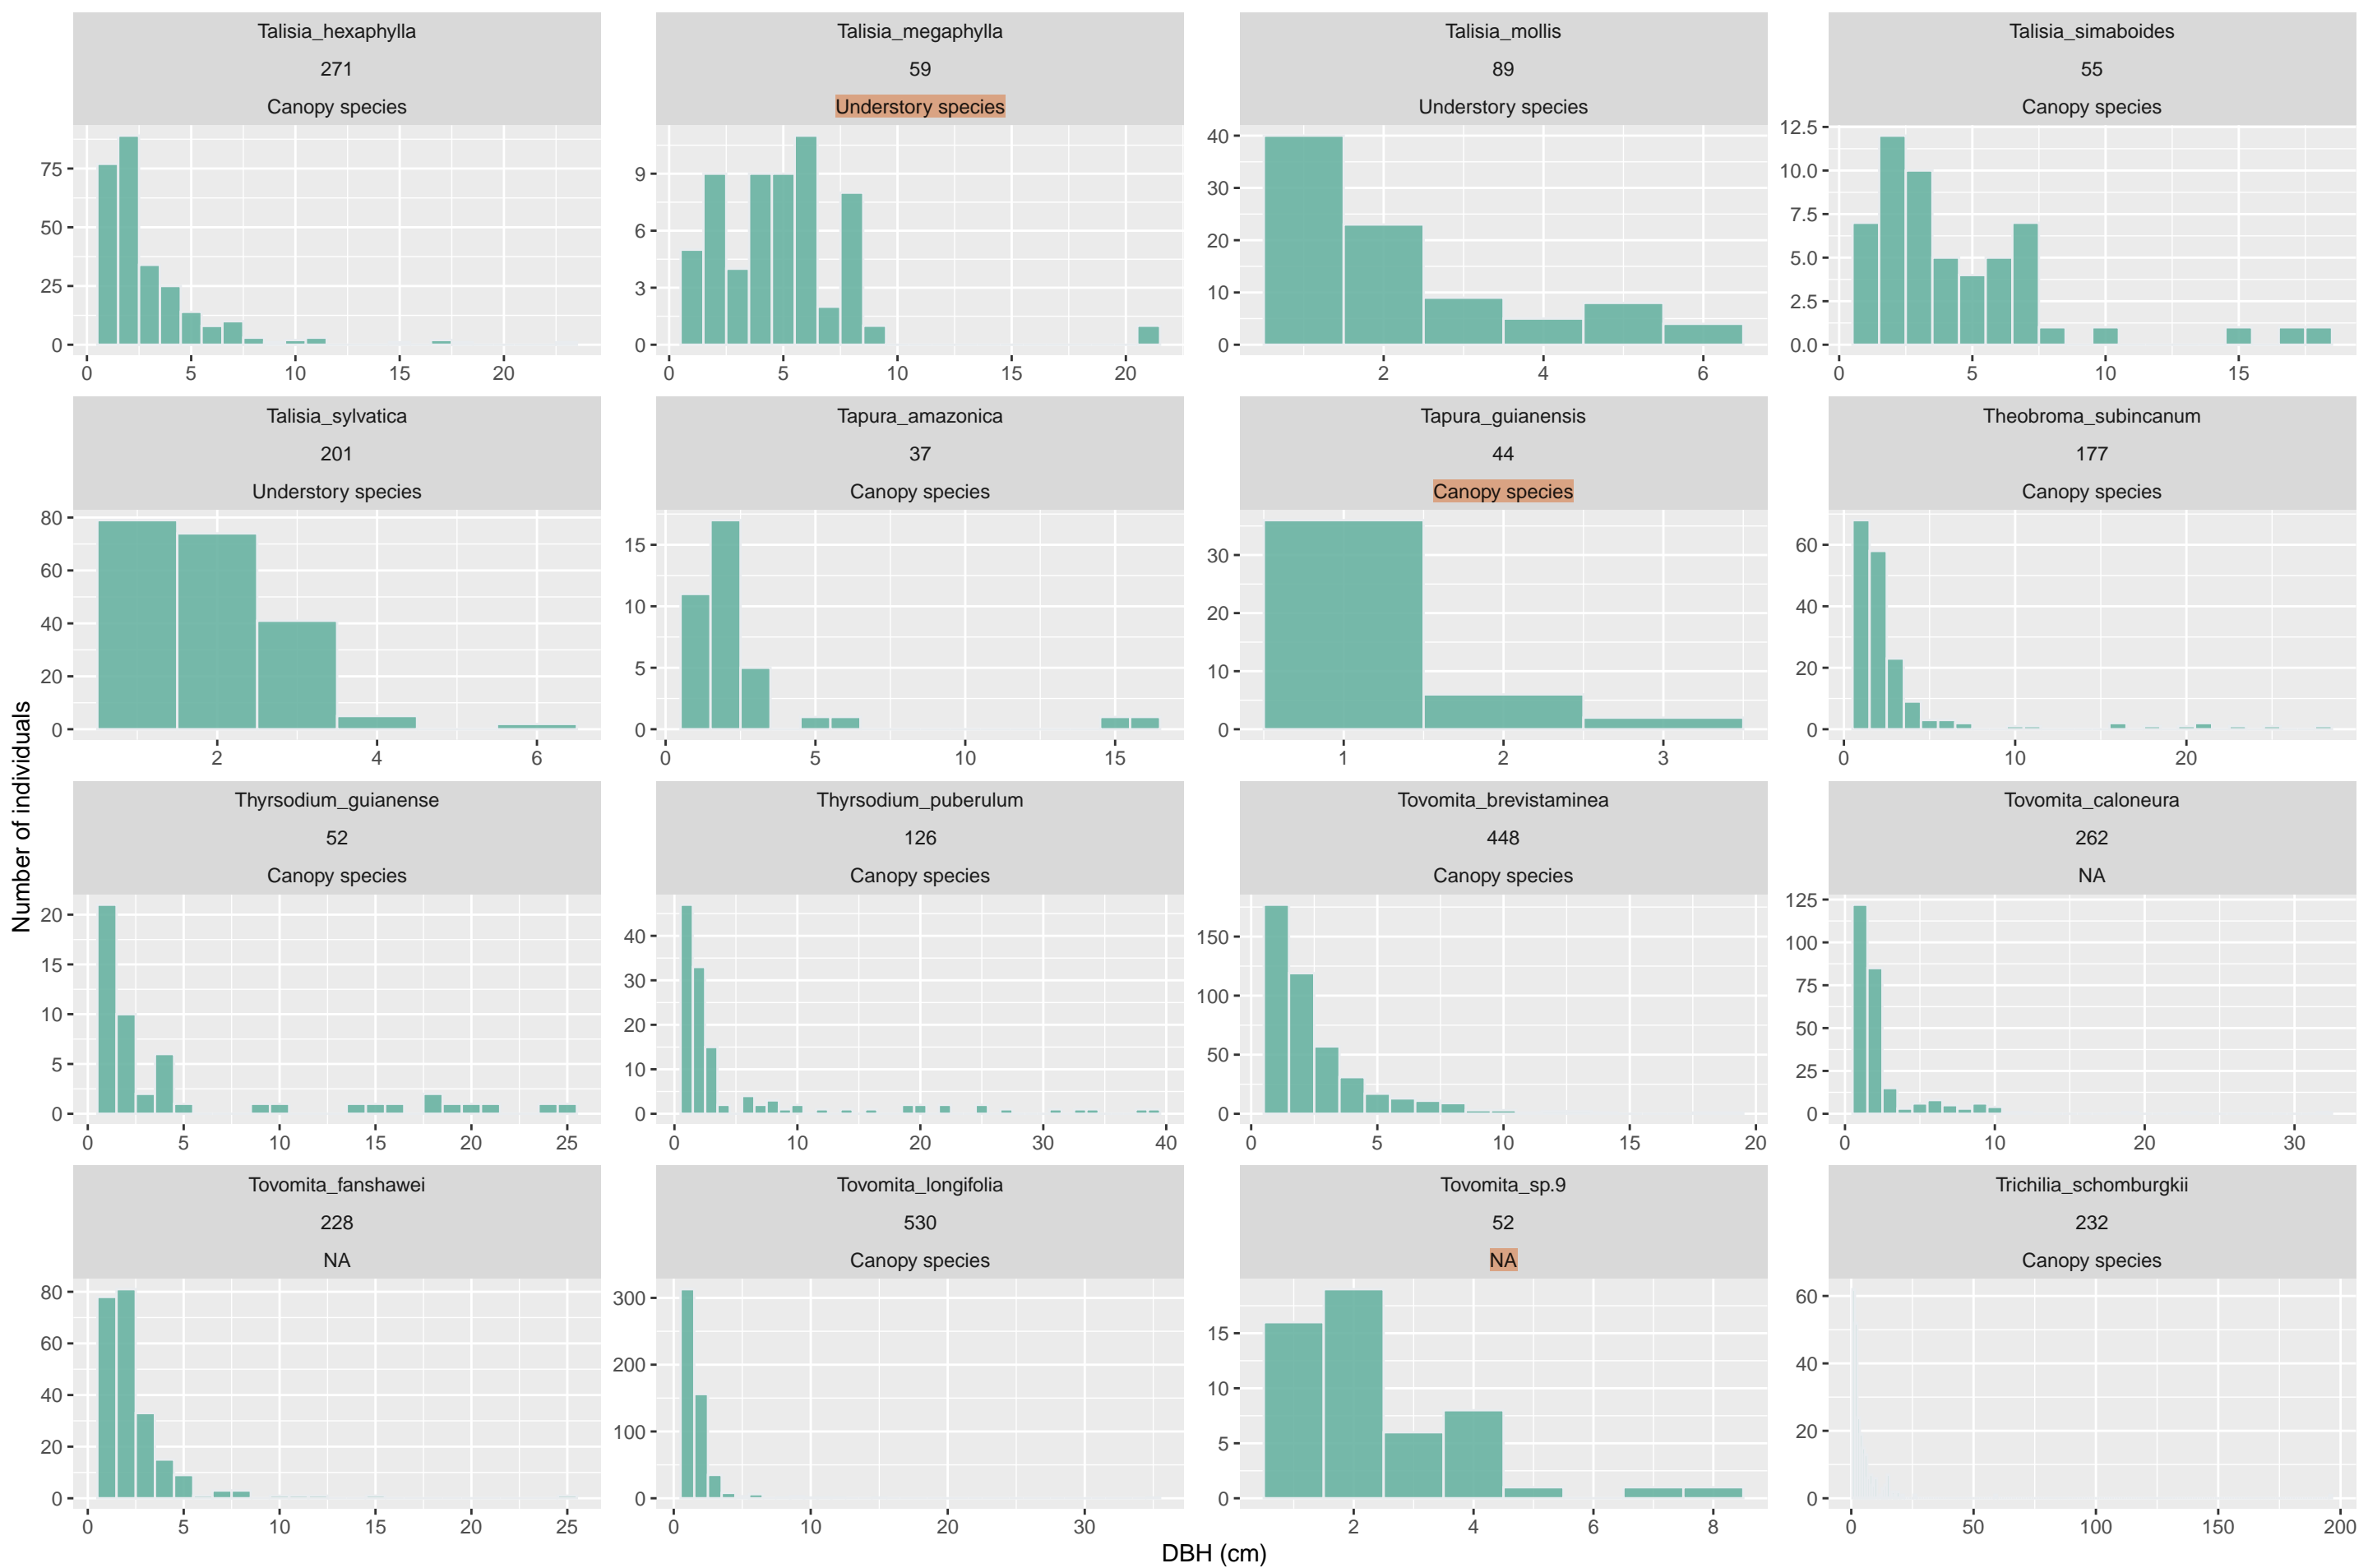 Talisia_hexaphylla
271
Canopy species
Talisia_megaphylla
59
Understory species
Talisia_mollis
89
Understory species
Talisia_simaboides
55
Canopy species
75
50
25
0
0 5 10 15 20
9
6
3
0
0 5 10 15 20
40
30
20
10
0
2 4 6
12.5
10.0
7.5
5.0
2.5
0.0
0 5 10 15
Talisia_sylvatica
201
Understory species
Tapura_amazonica
37
Canopy species
Tapura_guianensis
44
Canopy species
Theobroma_subincanum
177
Canopy species
80
60
40
20
0
2 4 6
15
10
5
0
0 5 10 15
30
20
10
0
1 2 3
60
40
20
0
0 10 20
Number of individuals
Thyrsodium_guianense
52
Canopy species
Thyrsodium_puberulum
126
Canopy species
Tovomita_brevistaminea
448
Canopy species
Tovomita_caloneura
262
NA
20
15
10
5
0
0 5 10 15 20 25
40
30
20
10
0
0 10 20 30 40
150
100
50
0
0 5 10 15 20
125
100
75
50
25
0
0 10 20 30
Tovomita_fanshawei
228
NA
Tovomita_longifolia
530
Canopy species
Tovomita_sp.9
52
NA
Trichilia_schomburgkii
232
Canopy species
80
60
40
20
0
0 5 10 15 20 25
300
200
100
0
0 10 20 30
15
10
5
0
2 4 6 8
60
40
20
0
0 50 100 150 200
DBH (cm)